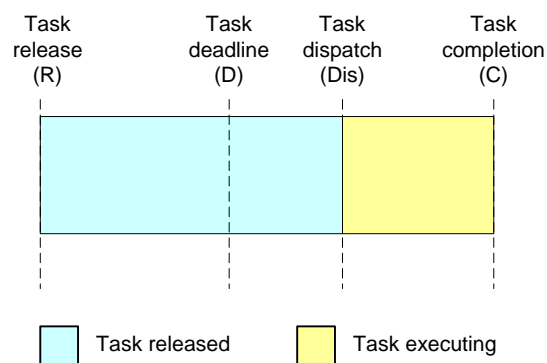 Task
release
(R)
Task
deadline
(D)
Task
dispatch
(Dis)
Task
completion
(C)
Task released
Task executing